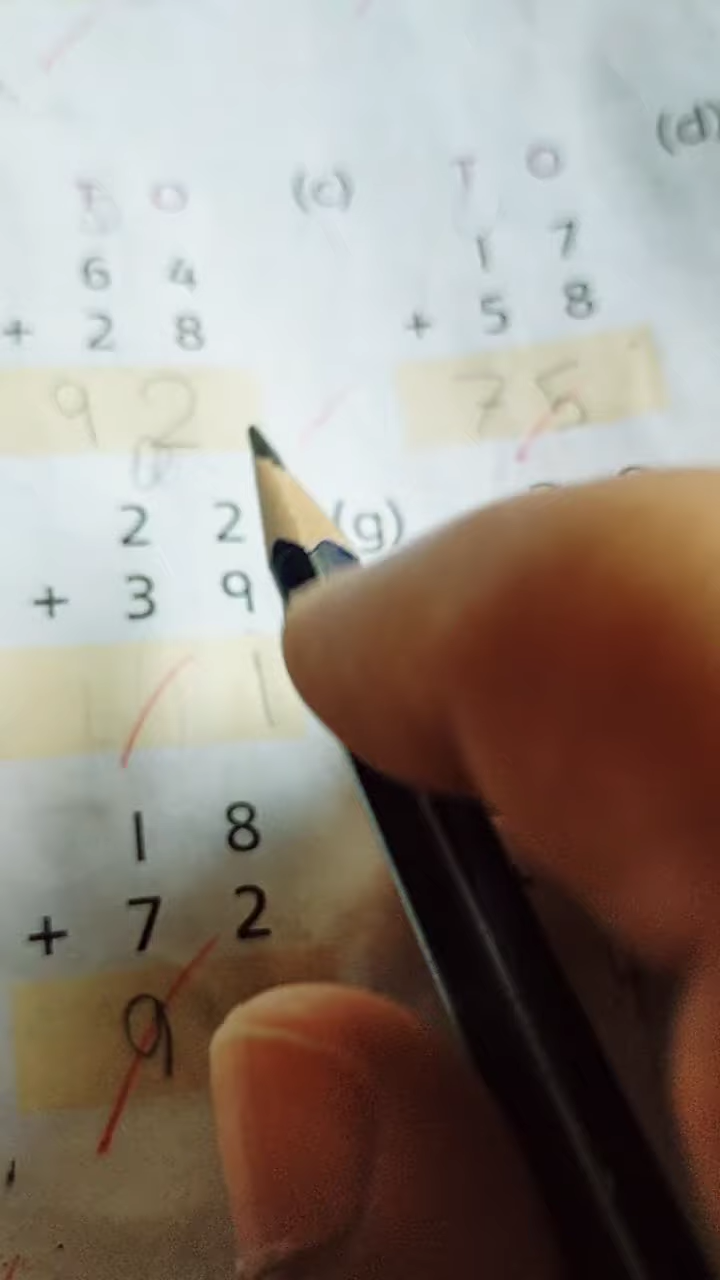 (d)
T O (c) T O
6 4 1 7
+ 2 8 + 5 8
9 2 7 5
2 2 (g)
+ 3 9
1
1 8
+ 7 2
9